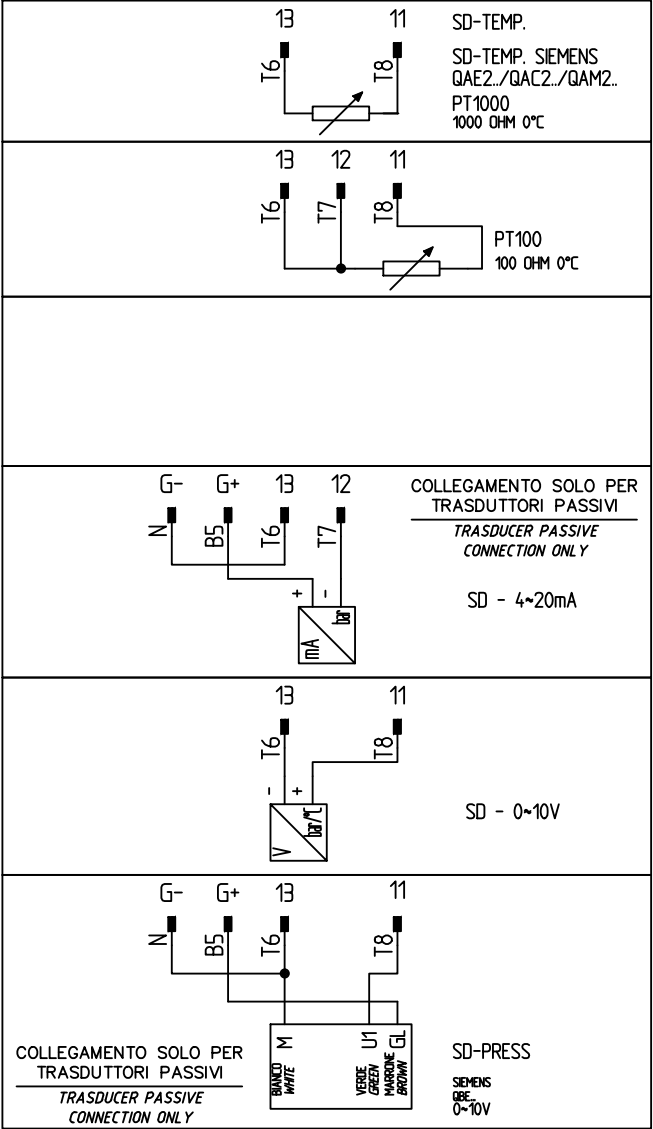 13 11 SD-TEMP.
T6 T8
SD-TEMP. SIEMENS
QAE2../QAC2../QAM2..
PT1000
1000 OHM 0°C
13 12 11
T6 T7 T8
PT100
100 OHM 0°C
G- G+ 13 12
N B5 T6 T7
COLLEGAMENTO SOLO PER
TRASDUTTORI PASSIVI
TRASDUCER PASSIVE
CONNECTION ONLY
+ -
mA bar
SD - 4~20mA
13 11
T6 T8
- +
V bar/°C
SD - 0~10V
G- G+ 13 11
N B5 T6 T8
M U1 GL
BIANCO
WHITE
VERDE
GREEN
MARRONE
BROWN
COLLEGAMENTO SOLO PER
TRASDUTTORI PASSIVI
TRASDUCER PASSIVE
CONNECTION ONLY
SD-PRESS
SIEMENS
QBE..
0~10V